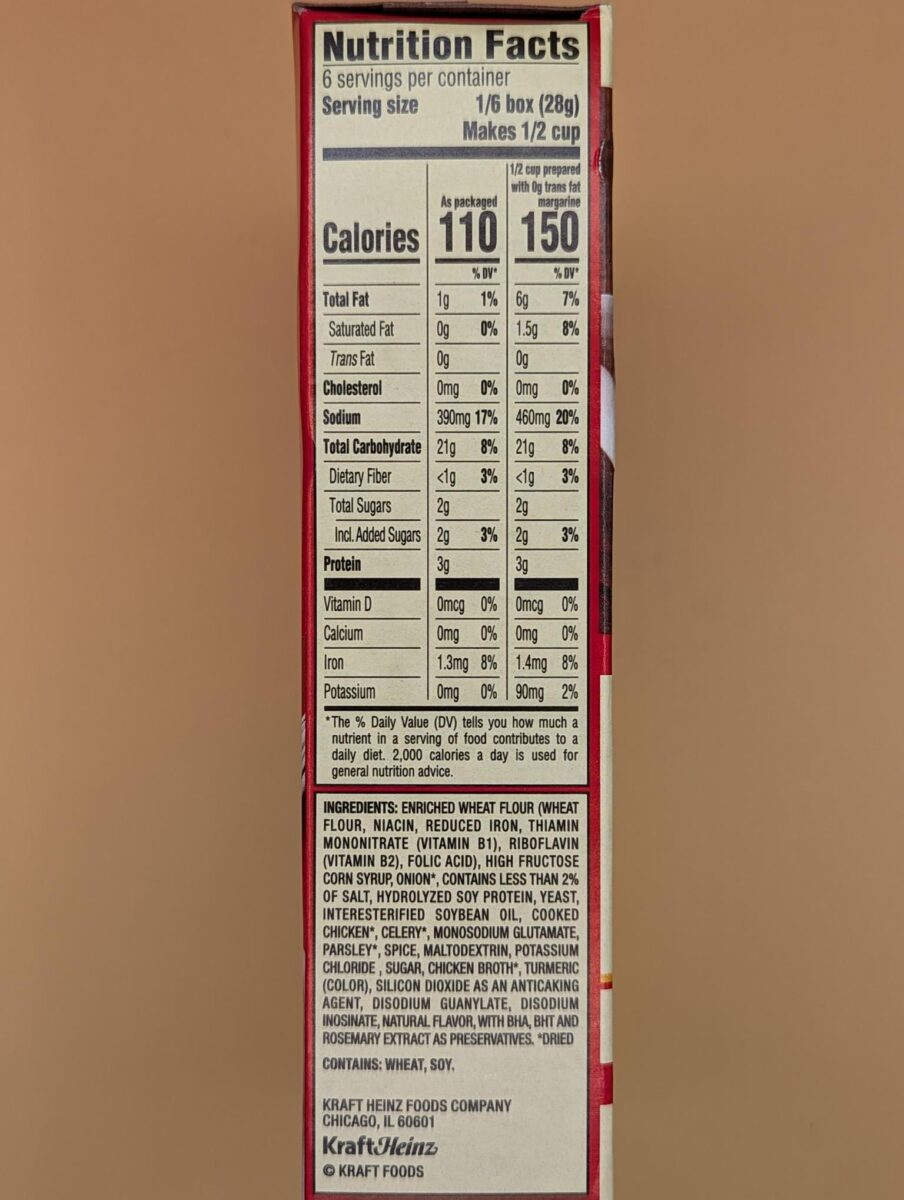 Nutrition Facts
6 servings per container
Serving size 1/6 box (28g)
Makes 1/2 cup
As packaged
1/2 cup prepared
with 0g trans fat
margarine
Calories 110 150
% DV* % DV*
Total Fat 1g 1% 6g 7%
Saturated Fat 0g 0% 1.5g 8%
Trans Fat 0g 0g
Cholesterol 0mg 0% 0mg 0%
Sodium 390mg 17% 460mg 20%
Total Carbohydrate 21g 8% 21g 8%
Dietary Fiber <1g 3% <1g 3%
Total Sugars 2g 2g
Incl. Added Sugars 2g 3% 2g 3%
Protein 3g 3g
Vitamin D 0mcg 0% 0mcg 0%
Calcium 0mg 0% 0mg 0%
Iron 1.3mg 8% 1.4mg 8%
Potassium 0mg 0% 90mg 2%
*The % Daily Value (DV) tells you how much a
nutrient in a serving of food contributes to a
daily diet. 2,000 calories a day is used for
general nutrition advice.
INGREDIENTS: ENRICHED WHEAT FLOUR (WHEAT
FLOUR, NIACIN, REDUCED IRON, THIAMIN
MONONITRATE (VITAMIN B1), RIBOFLAVIN
(VITAMIN B2), FOLIC ACID), HIGH FRUCTOSE
CORN SYRUP, ONION*, CONTAINS LESS THAN 2%
OF SALT, HYDROLYZED SOY PROTEIN, YEAST,
INTERESTERIFIED SOYBEAN OIL, COOKED
CHICKEN*, CELERY*, MONOSODIUM GLUTAMATE,
PARSLEY*, SPICE, MALTODEXTRIN, POTASSIUM
CHLORIDE , SUGAR, CHICKEN BROTH*, TURMERIC
(COLOR), SILICON DIOXIDE AS AN ANTICAKING
AGENT, DISODIUM GUANYLATE, DISODIUM
INOSINATE, NATURAL FLAVOR, WITH BHA, BHT AND
ROSEMARY EXTRACT AS PRESERVATIVES. *DRIED
CONTAINS: WHEAT, SOY.
KRAFT HEINZ FOODS COMPANY
CHICAGO, IL 60601
KraftHeinz
© KRAFT FOODS